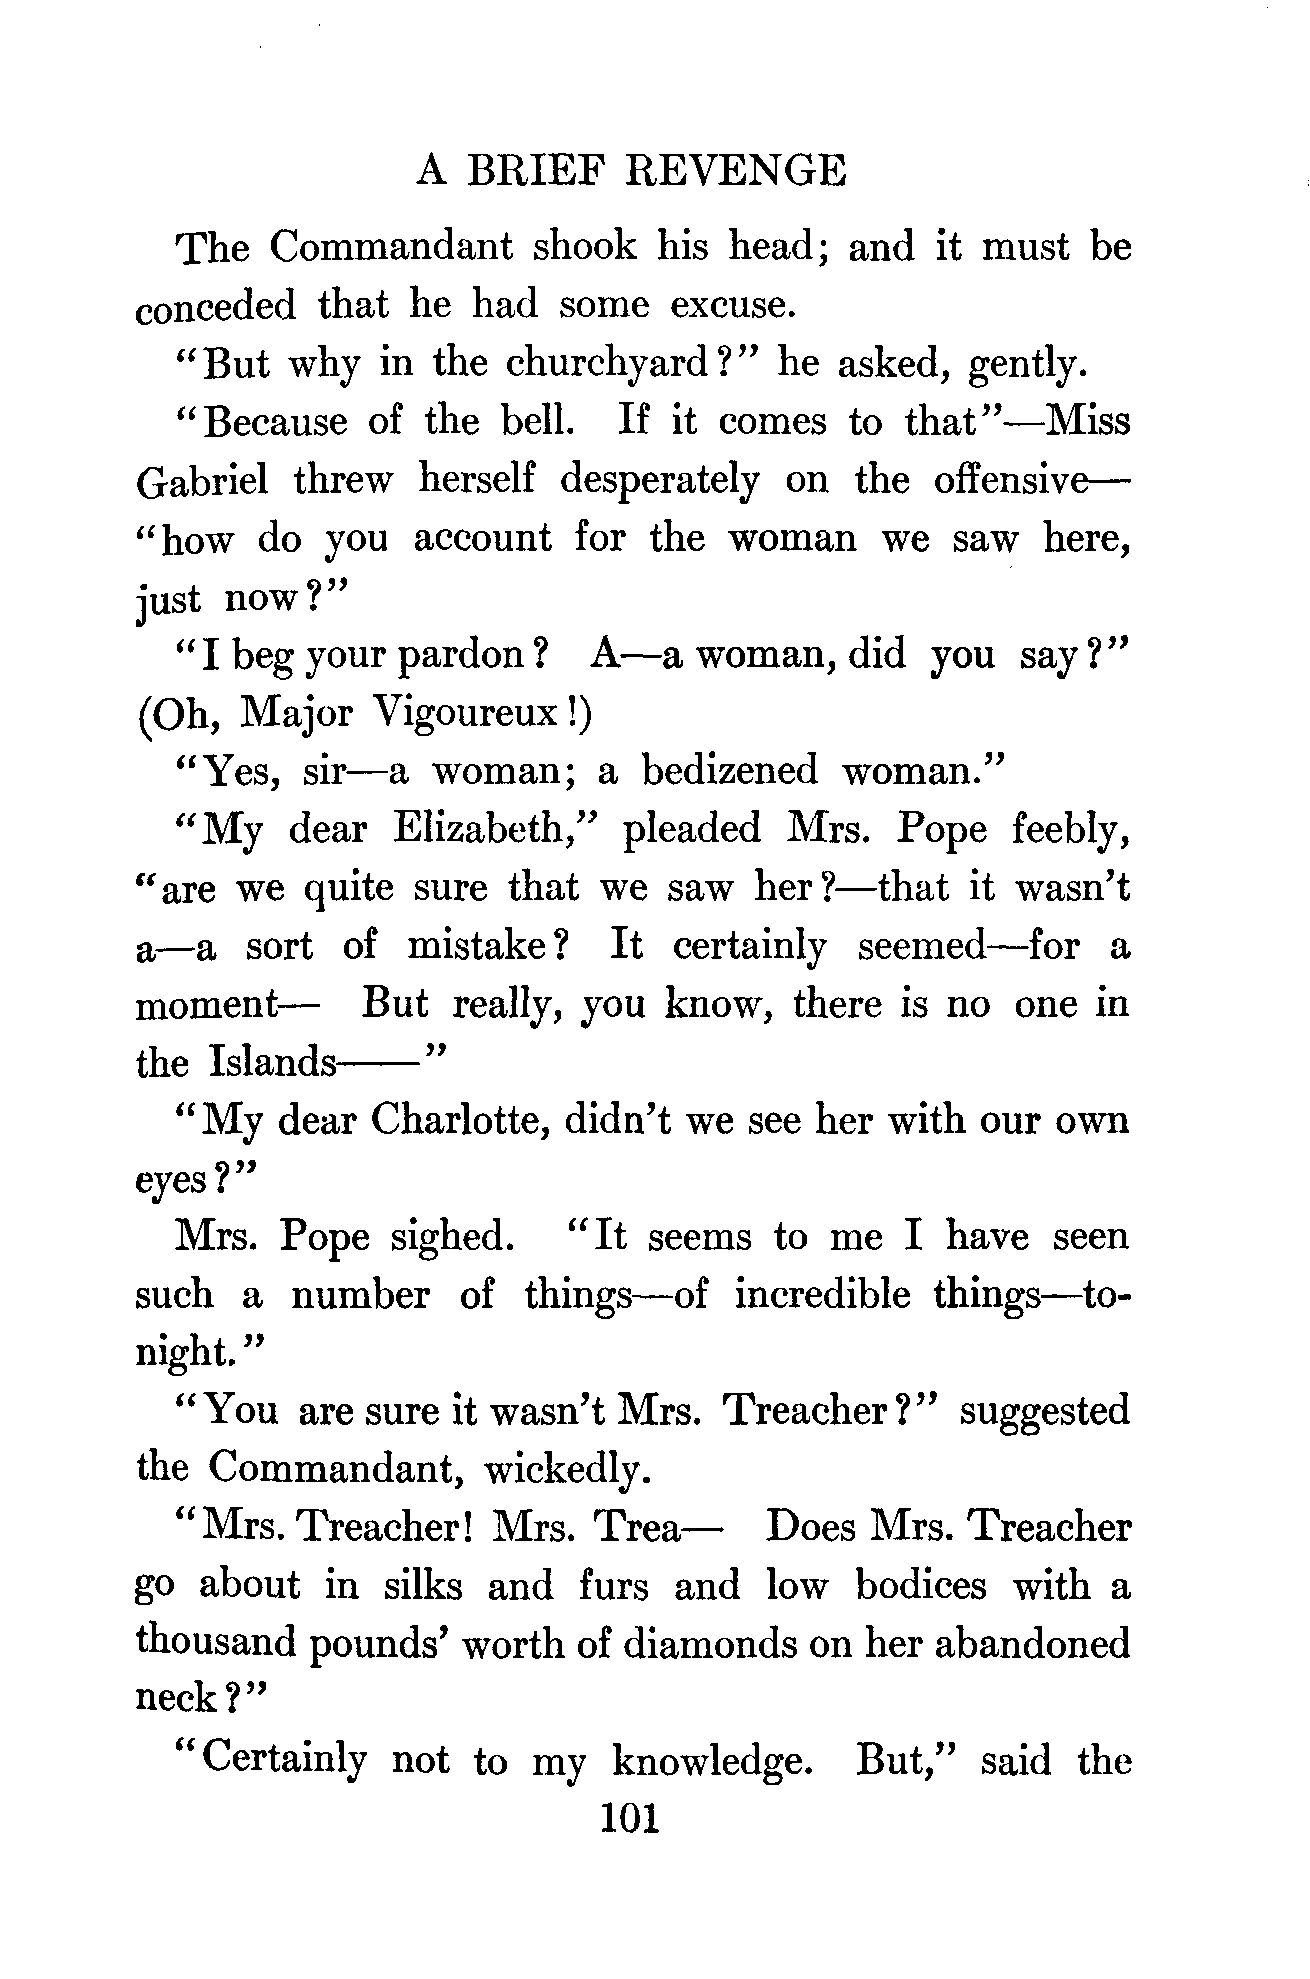 A BRIEF REVENGE
The Commandant shook his head; and it must be
conceded that he had some excuse.
"But why in the churchyard?" he asked, gently.
"Because of the bell. If it comes to that"—Miss
Gabriel threw herself desperately on the offensive—
"how do you account for the woman we saw here,
just now?"
"I beg your pardon? A—a woman, did you say?"
(Oh, Major Vigoureux!)
"Yes, sir—a woman; a bedizened woman."
"My dear Elizabeth," pleaded Mrs. Pope feebly,
"are we quite sure that we saw her?—that it wasn't
a—a sort of mistake? It certainly seemed—for a
moment— But really, you know, there is no one in
the Islands——"
"My dear Charlotte, didn't we see her with our own
eyes?"
Mrs. Pope sighed. "It seems to me I have seen
such a number of things—of incredible things—to-
night."
"You are sure it wasn't Mrs. Treacher?" suggested
the Commandant, wickedly.
"Mrs. Treacher! Mrs. Trea— Does Mrs. Treacher
go about in silks and furs and low bodices with a
thousand pounds' worth of diamonds on her abandoned
neck?"
"Certainly not to my knowledge. But," said the
101